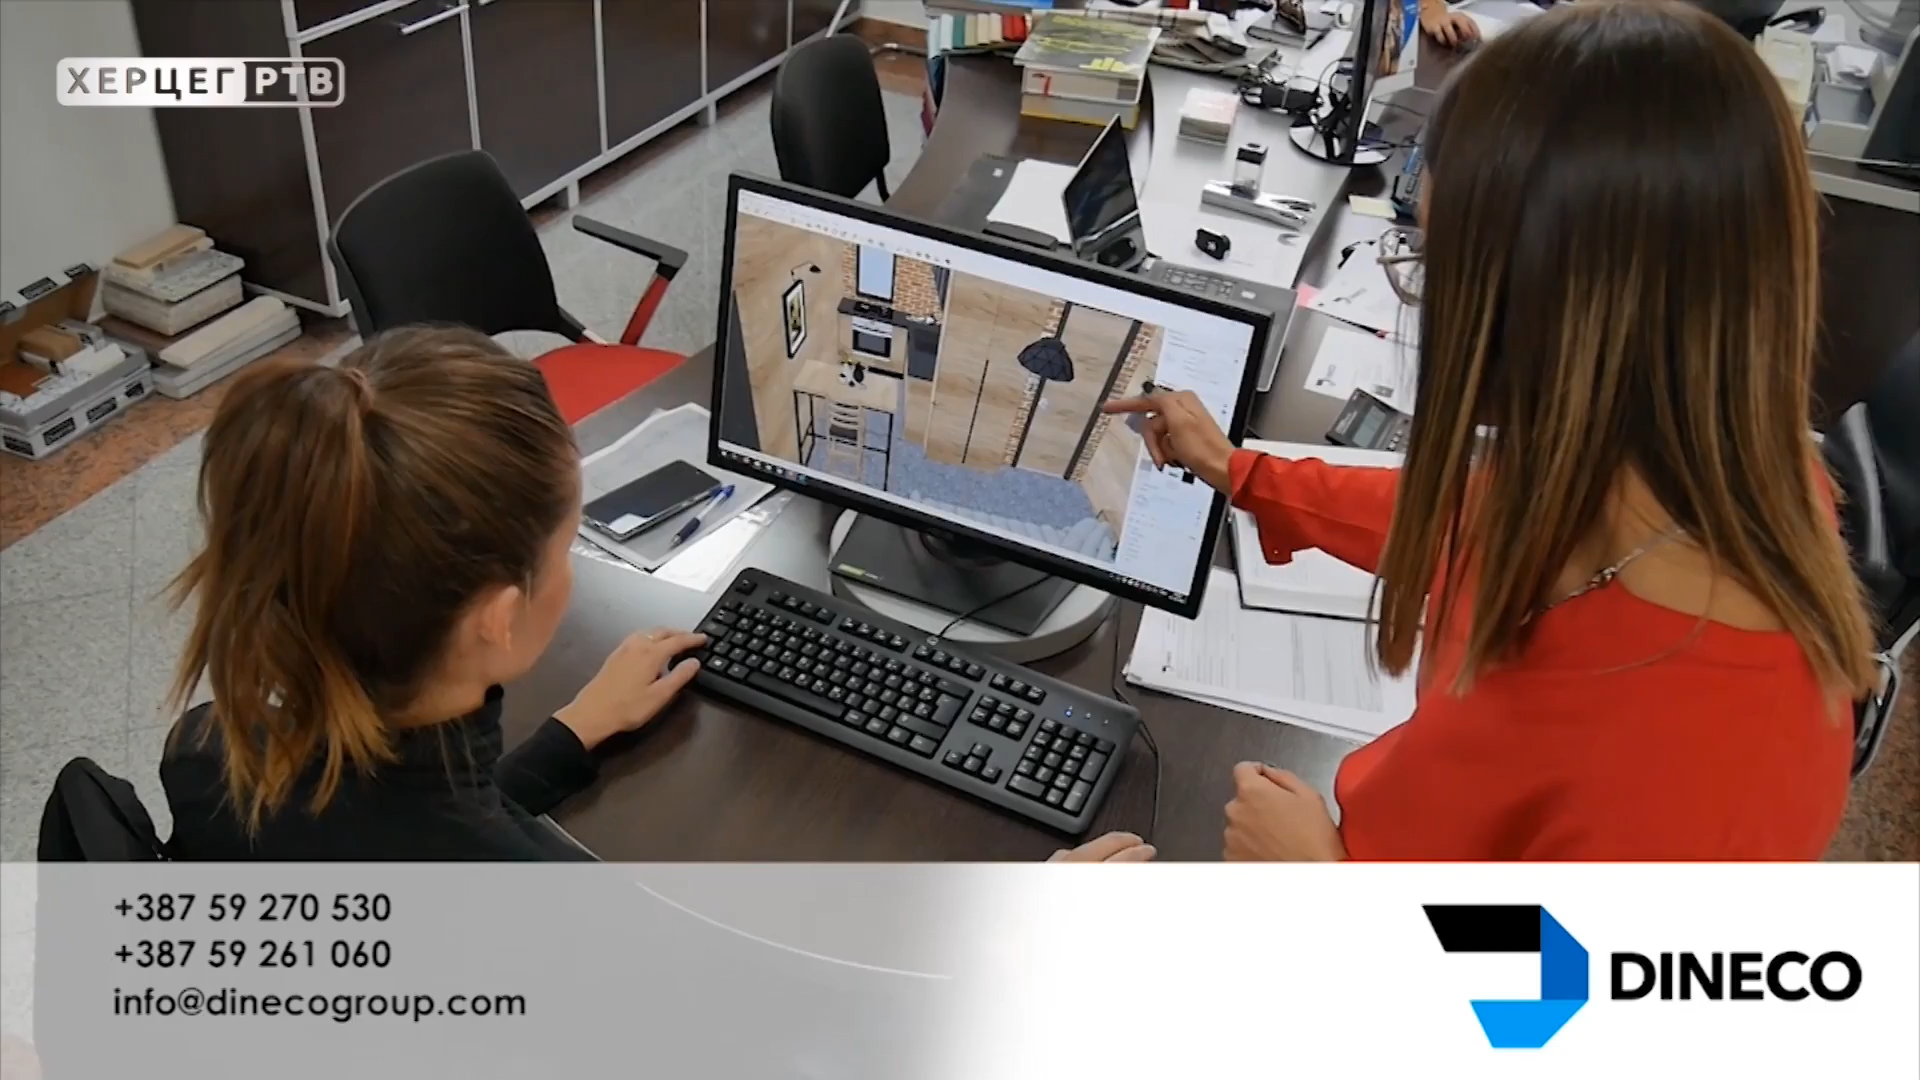 ХЕРЦЕГ РТВ
+387 59 270 530
+387 59 261 060
info@dinecogroup.com
DINECO